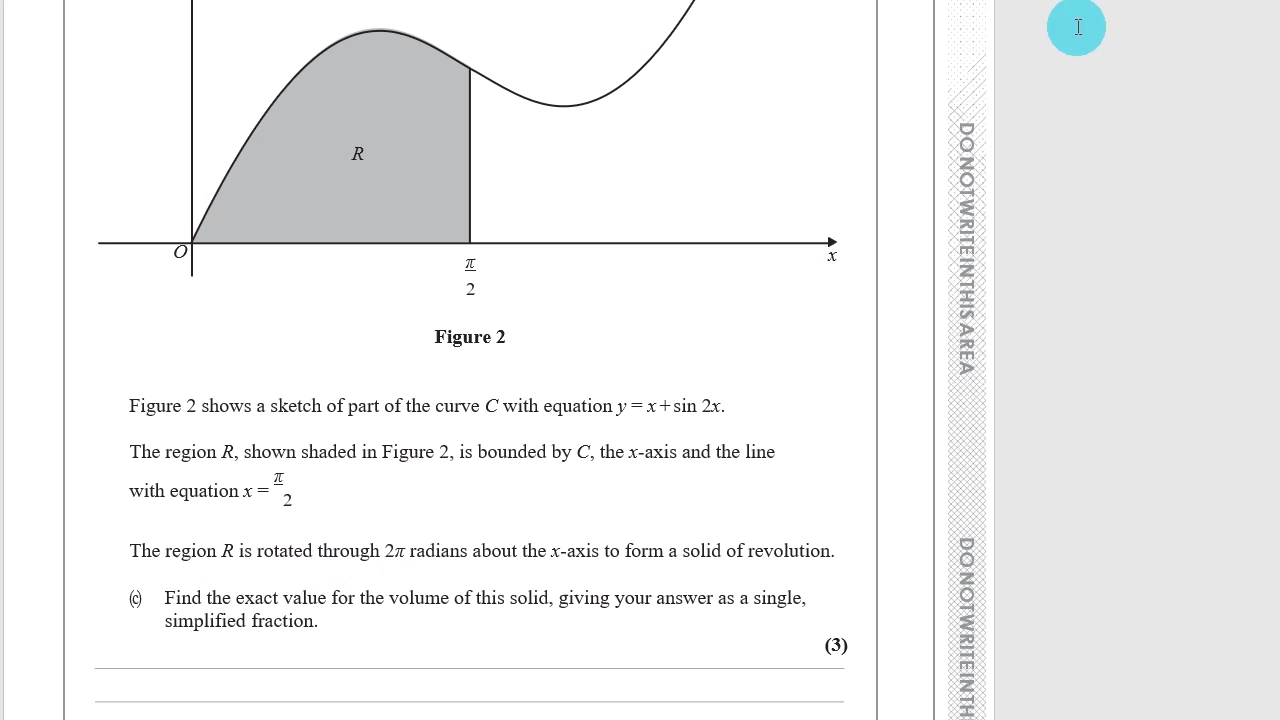 R
O
x
π
2
Figure 2
Figure 2 shows a sketch of part of the curve C with equation y = x + sin 2x.
The region R, shown shaded in Figure 2, is bounded by C, the x-axis and the line
with equation x = π
2
The region R is rotated through 2π radians about the x-axis to form a solid of revolution.
(c) Find the exact value for the volume of this solid, giving your answer as a single,
simplified fraction.
(3)
DO NOT WRITE IN THIS AREA
DO NOT WRITE IN TH